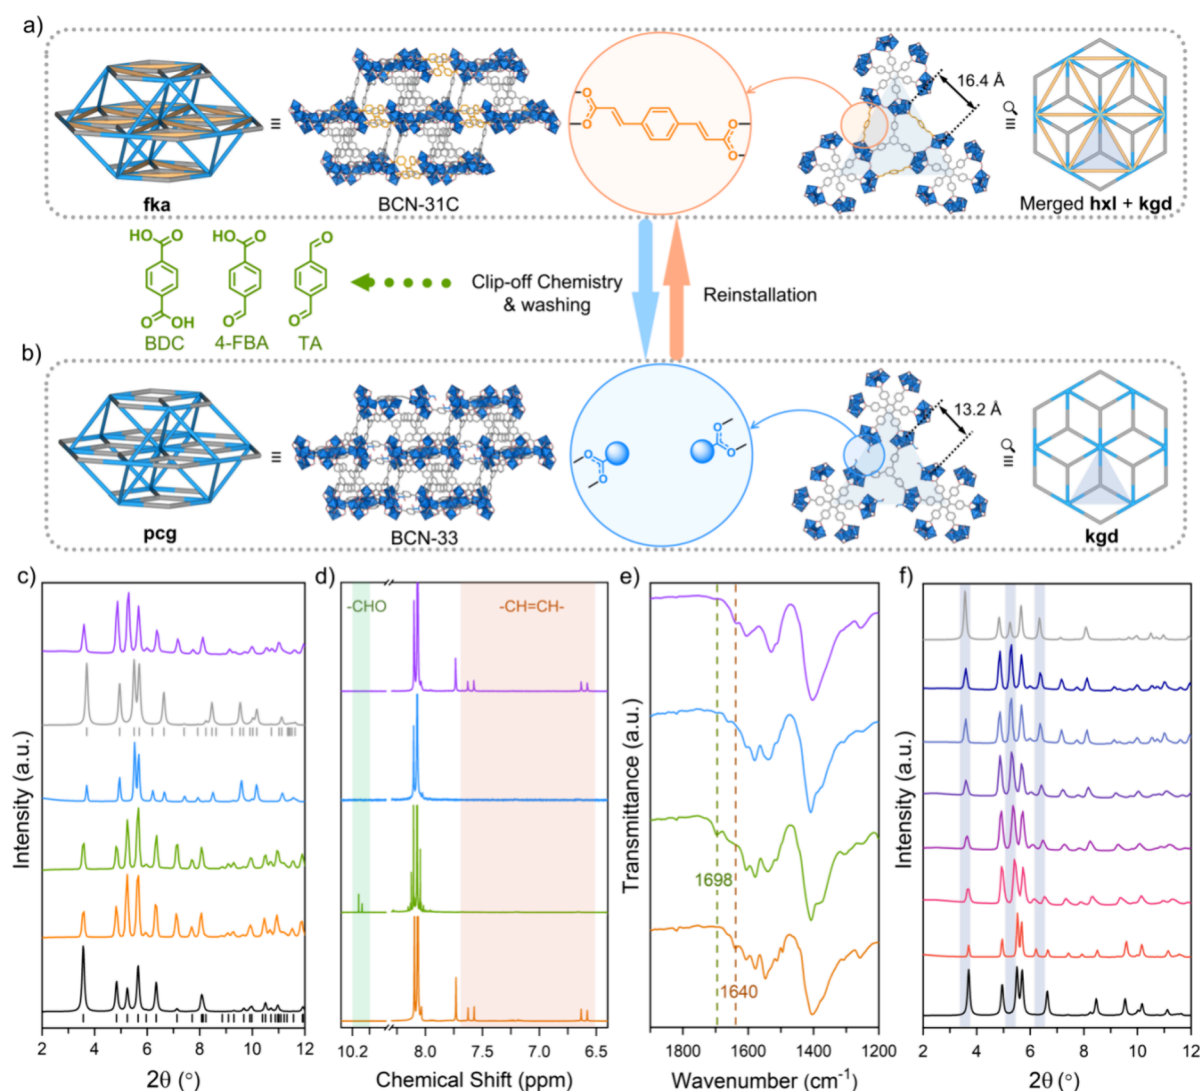 a)
16.4 Å
fka
≡
BCN-31C
≡
Merged hxl + kgd
HO O
HO O
O
O OH
O
O
BDC
4-FBA
TA
Clip-off Chemistry
& washing
Reinstallation
b)
13.2 Å
pcg
≡
BCN-33
≡
kgd
c)
Intensity (a.u.)
2 4 6 8 10 12
2θ (°)
d)
-CHO
-CH=CH-
10.2 8.0 7.5 7.0 6.5
Chemical Shift (ppm)
e)
Transmittance (a.u.)
1698
1640
1800 1600 1400 1200
Wavenumber (cm-1)
f)
Intensity (a.u.)
2 4 6 8 10 12
2θ (°)